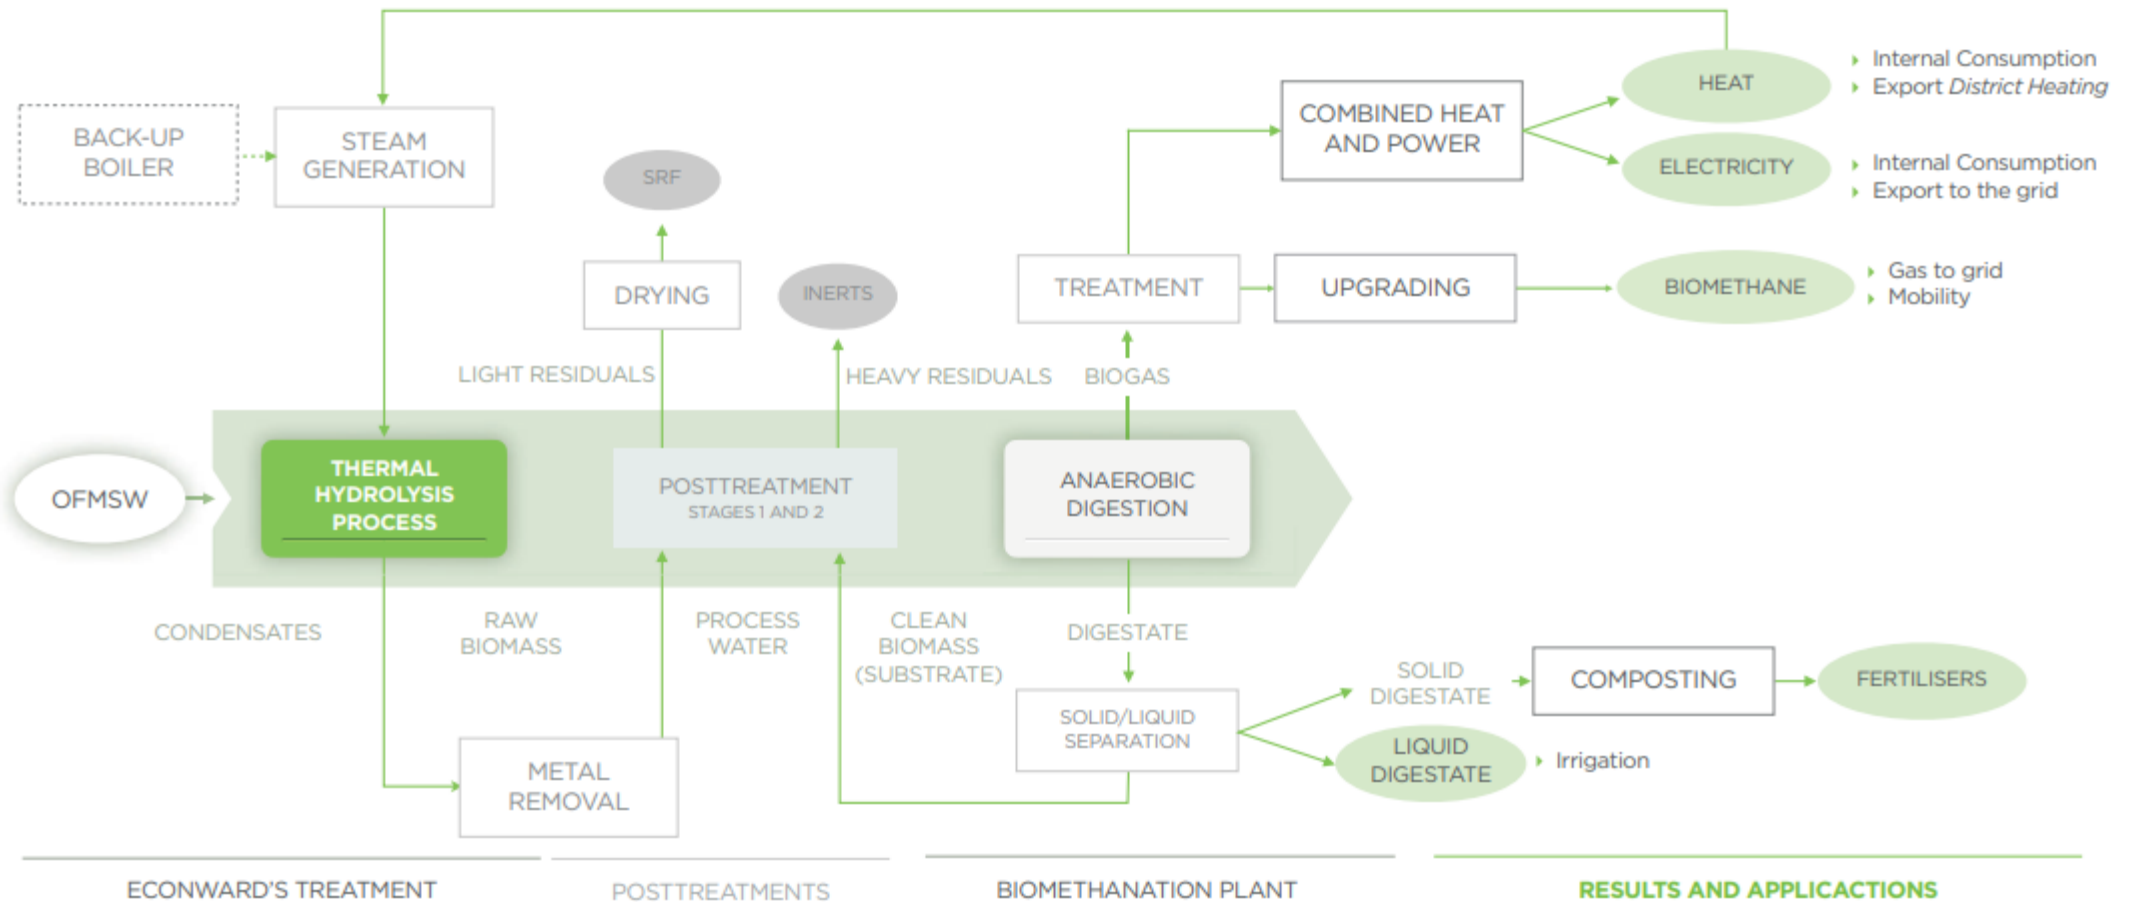 BACK-UP
BOILER
STEAM
GENERATION
SRF
DRYING
INERTS
COMBINED HEAT
AND POWER
HEAT
Internal Consumption
Export District Heating
ELECTRICITY
Internal Consumption
Export to the grid
TREATMENT
UPGRADING
BIOMETHANE
Gas to grid
Mobility
LIGHT RESIDUALS
HEAVY RESIDUALS
BIOGAS
OFMSW
THERMAL
HYDROLYSIS
PROCESS
POSTTREATMENT
STAGES 1 AND 2
ANAEROBIC
DIGESTION
CONDENSATES
RAW
BIOMASS
PROCESS
WATER
CLEAN
BIOMASS
(SUBSTRATE)
DIGESTATE
METAL
REMOVAL
SOLID/LIQUID
SEPARATION
SOLID
DIGESTATE
COMPOSTING
FERTILISERS
LIQUID
DIGESTATE
Irrigation
ECONWARD'S TREATMENT
POSTTREATMENTS
BIOMETHANATION PLANT
RESULTS AND APPLICACTIONS